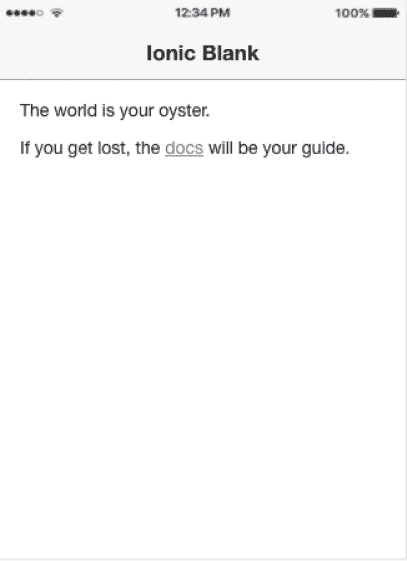 12:34 PM 100%
Ionic Blank
The world is your oyster.
If you get lost, the docs will be your guide.